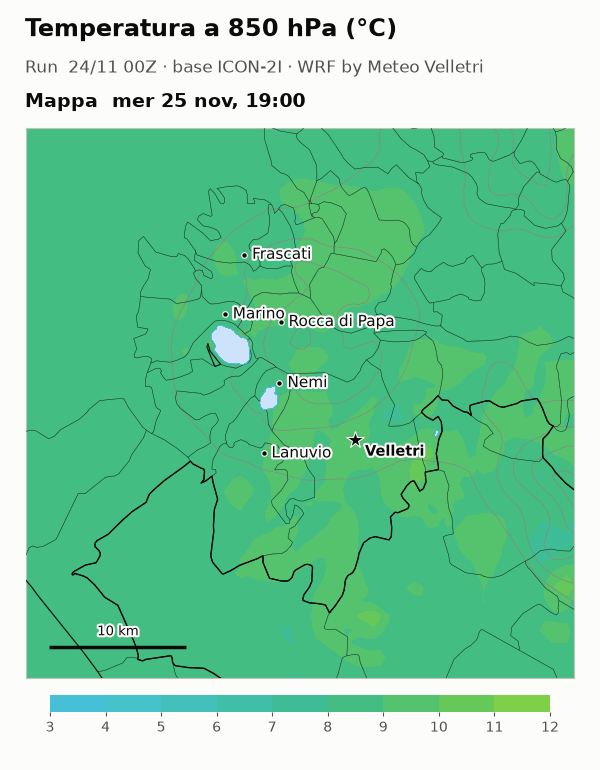 Temperatura a 850 hPa (°C)
Run  24/11 00Z · base ICON-2I · WRF by Meteo Velletri
Mappa  mer 25 nov, 19:00
Frascati
Marino
Rocca di Papa
Nemi
Velletri
Lanuvio
10 km
3 4 5 6 7 8 9 10 11 12